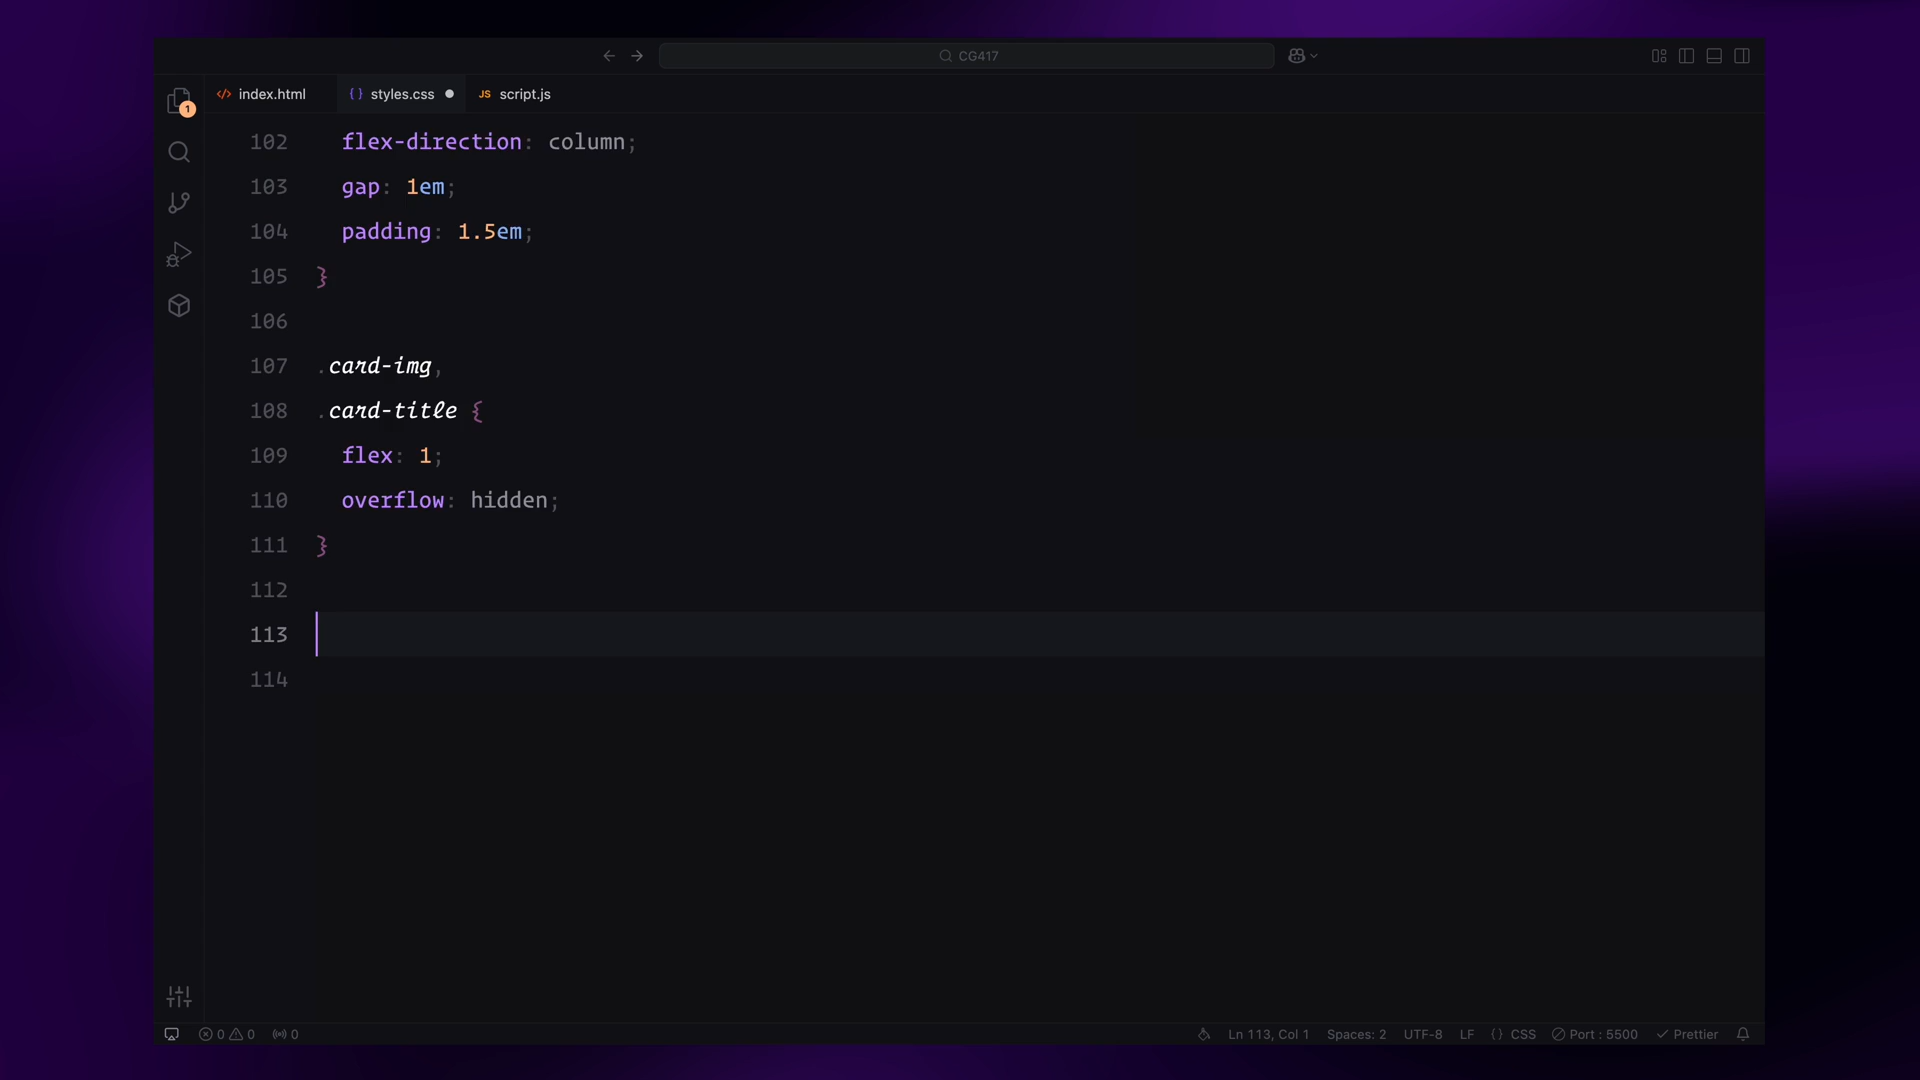 CG417
index.html
styles.css
JS script.js
1
102 flex-direction: column;
103 gap: 1em;
104 padding: 1.5em;
105 }
106
107 .card-img,
108 .card-title {
109 flex: 1;
110 overflow: hidden;
111 }
112
113
114
0 0 0 Ln 113, Col 1 Spaces: 2 UTF-8 LF {} CSS Port : 5500 Prettier